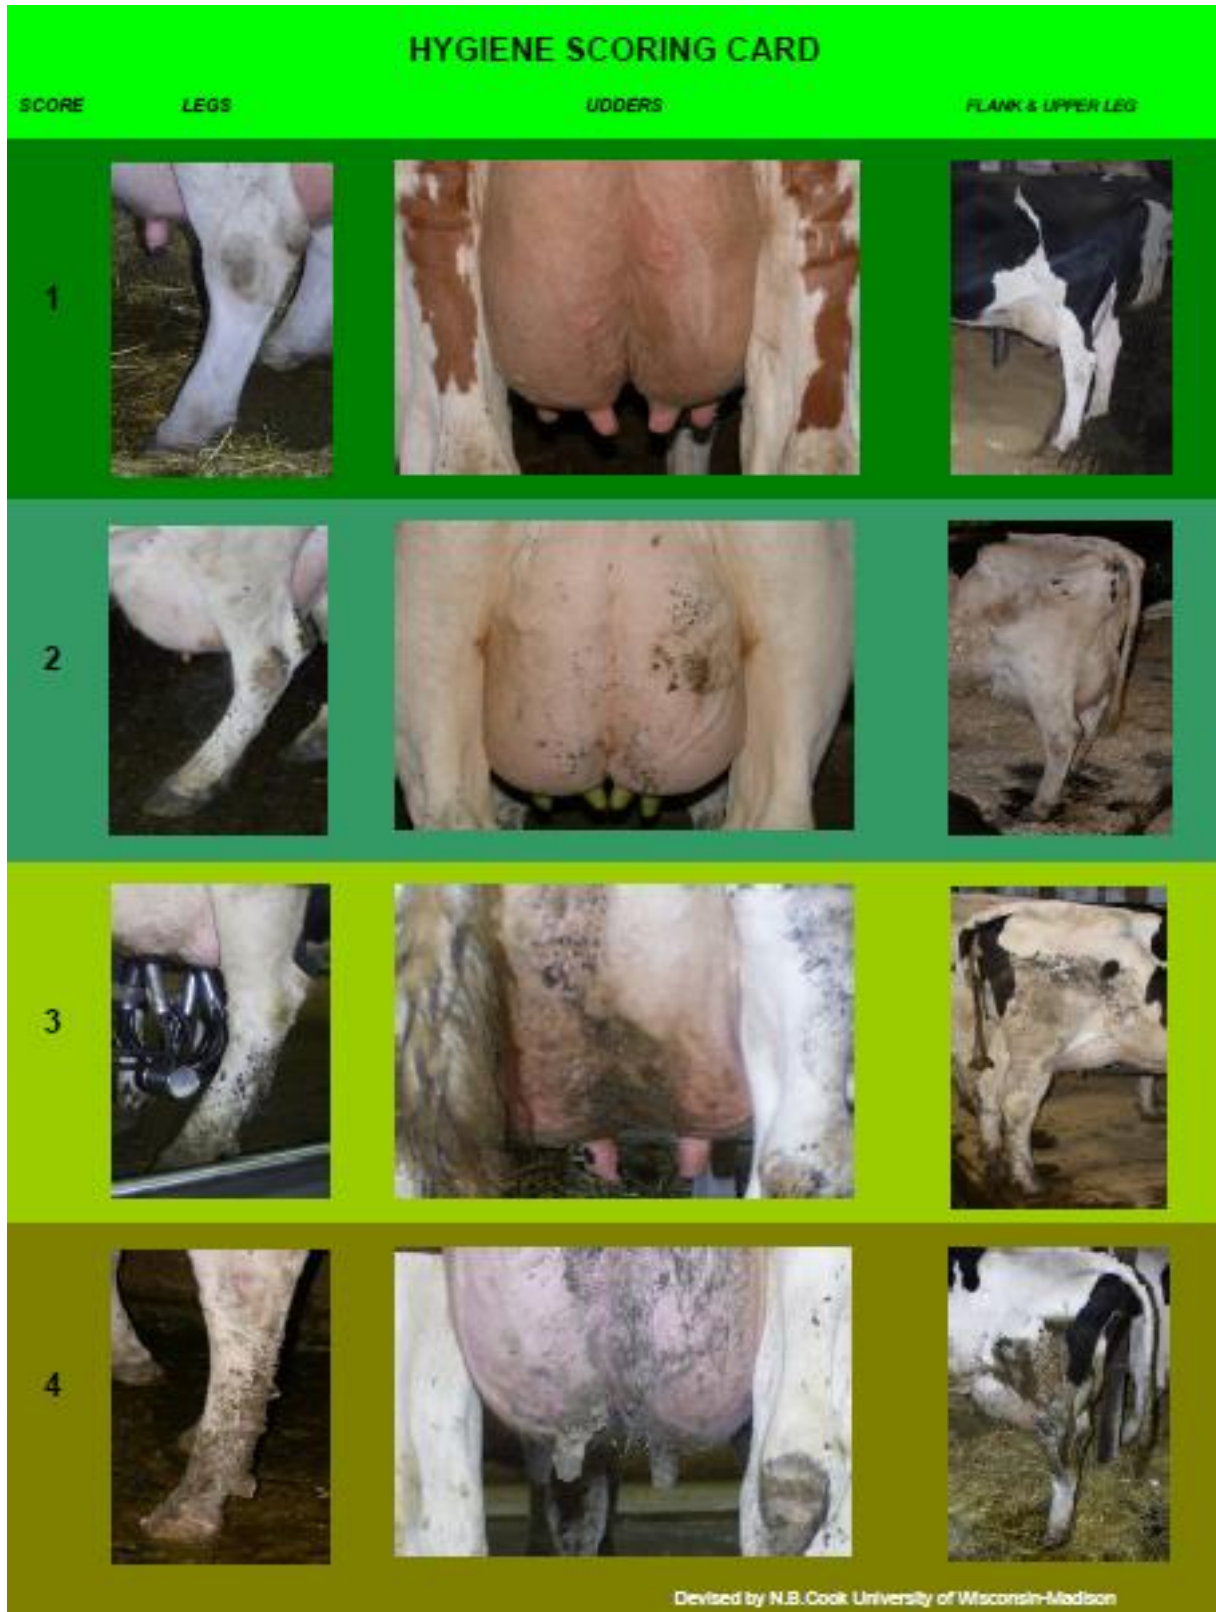 HYGIENE SCORING CARD
SCORE LEGS UDDERS FLANK & UPPER LEG
1
2
3
4
Devised by N.B.Cook University of Wisconsin-Madison